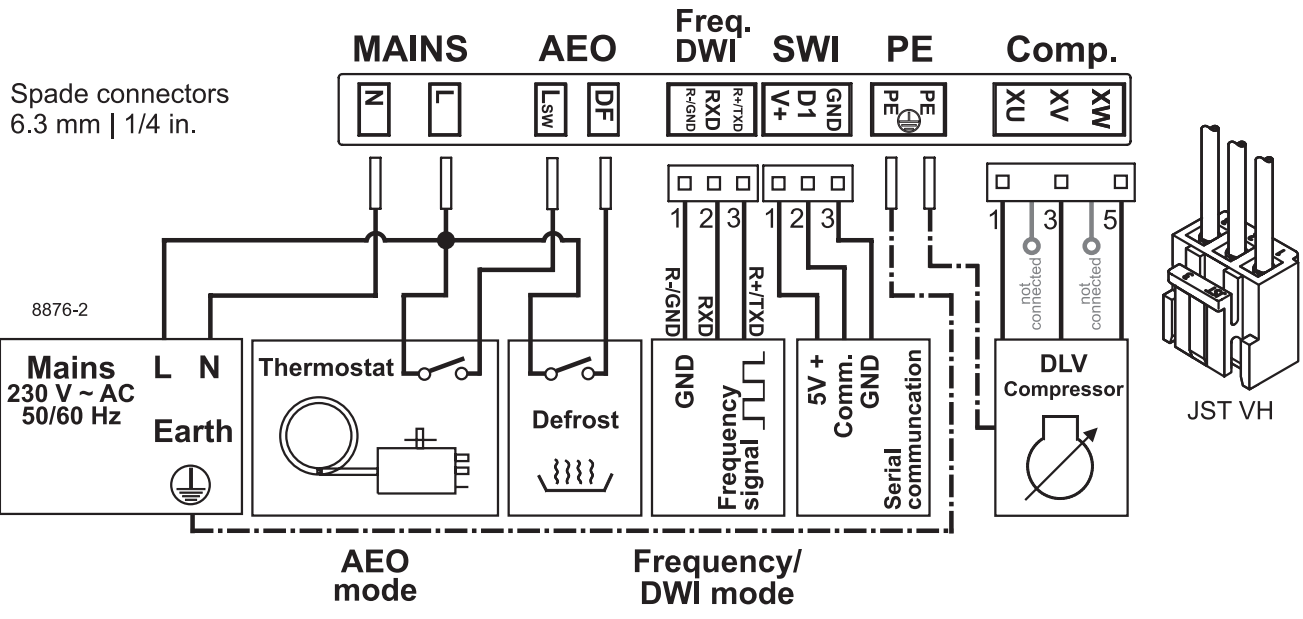 MAINS AEO Freq. DWI SWI PE Comp.
Spade connectors
6.3 mm | 1/4 in.
N L Lsw DF R-/GND RXD R+/TXD V+ D1 GND PE PE XU XV XW
1 2 3 1 2 3 1 3 5
not connected not connected
R-/GND RXD R+/TXD
8876-2
Mains
230 V ~ AC
50/60 Hz
L N
Earth
Thermostat
Defrost
GND
Frequency
signal
5V +
Comm.
GND
Serial
communcation
DLV
Compressor
JST VH
AEO
mode
Frequency/
DWI mode